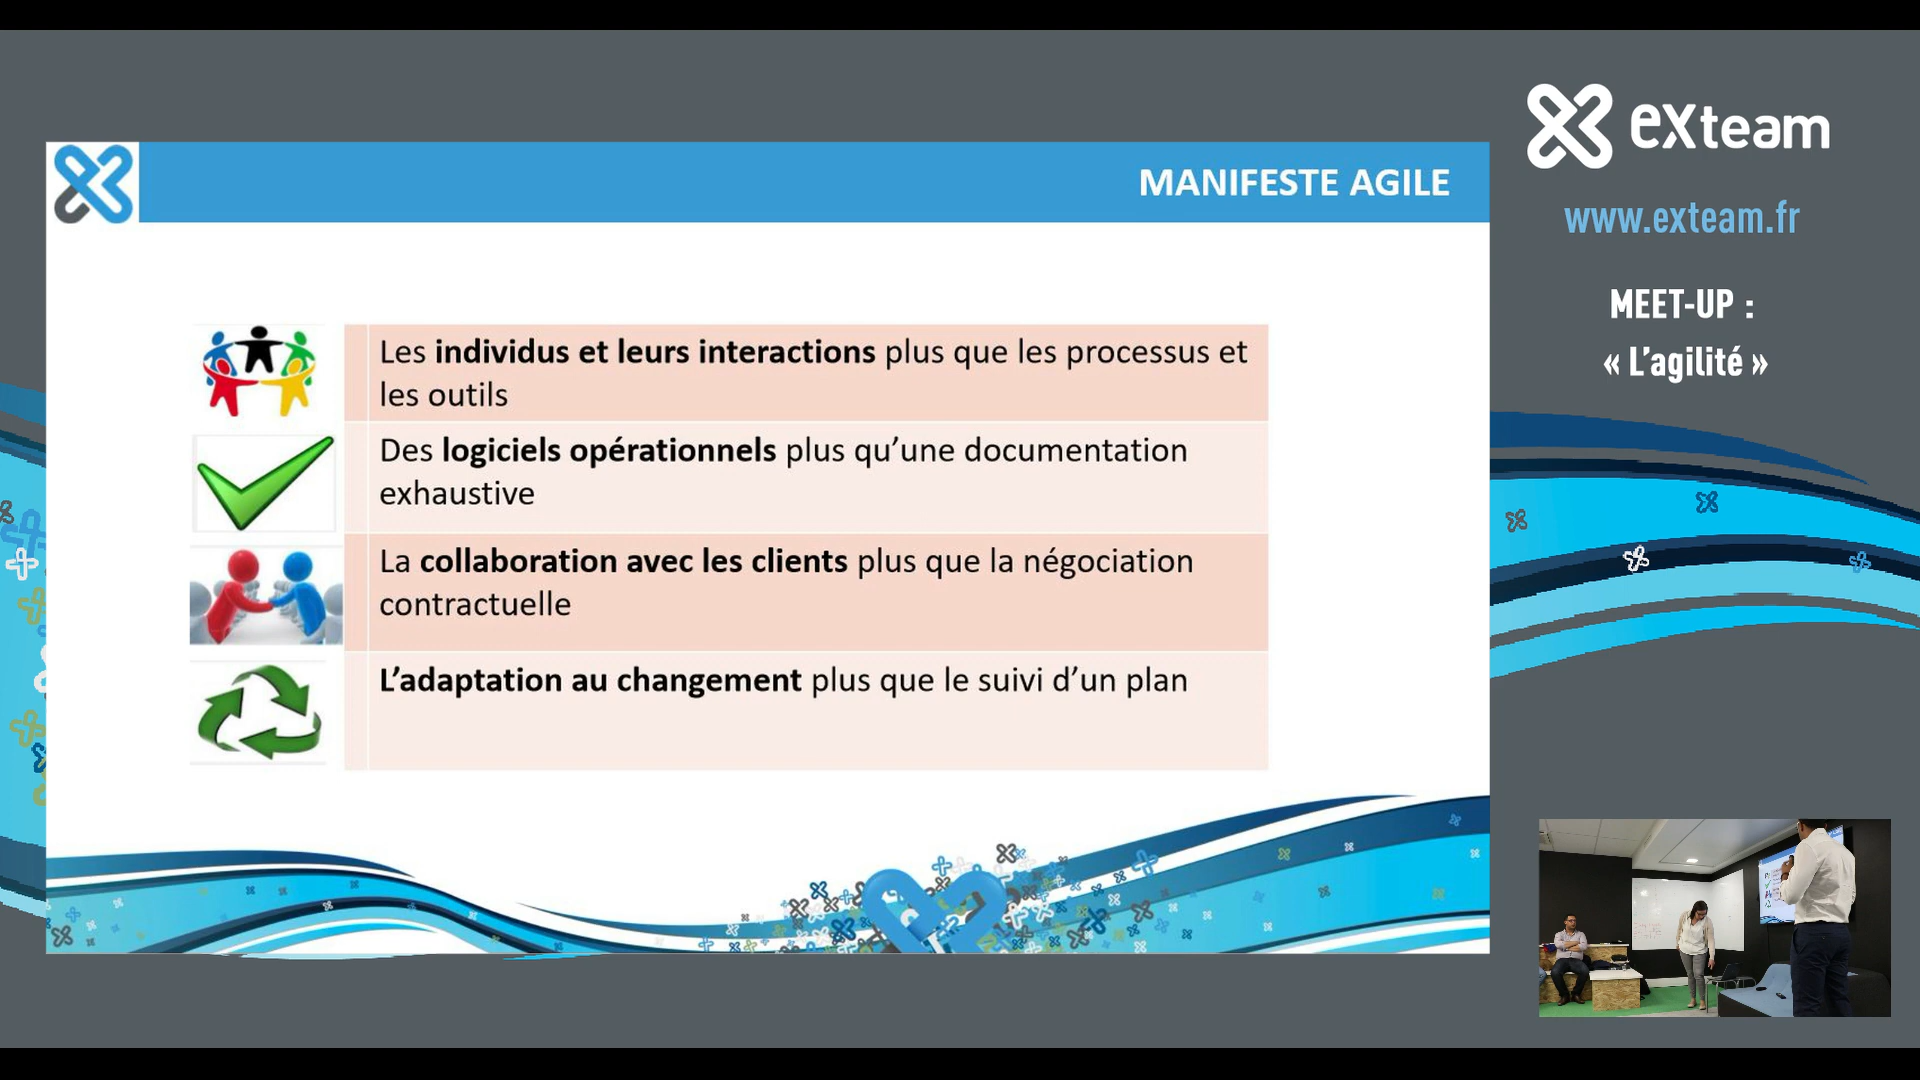 MANIFESTE AGILE
Les individus et leurs interactions plus que les processus et
les outils
Des logiciels opérationnels plus qu’une documentation
exhaustive
La collaboration avec les clients plus que la négociation
contractuelle
L’adaptation au changement plus que le suivi d’un plan
eXteam
www.exteam.fr
MEET-UP :
« L’agilité »